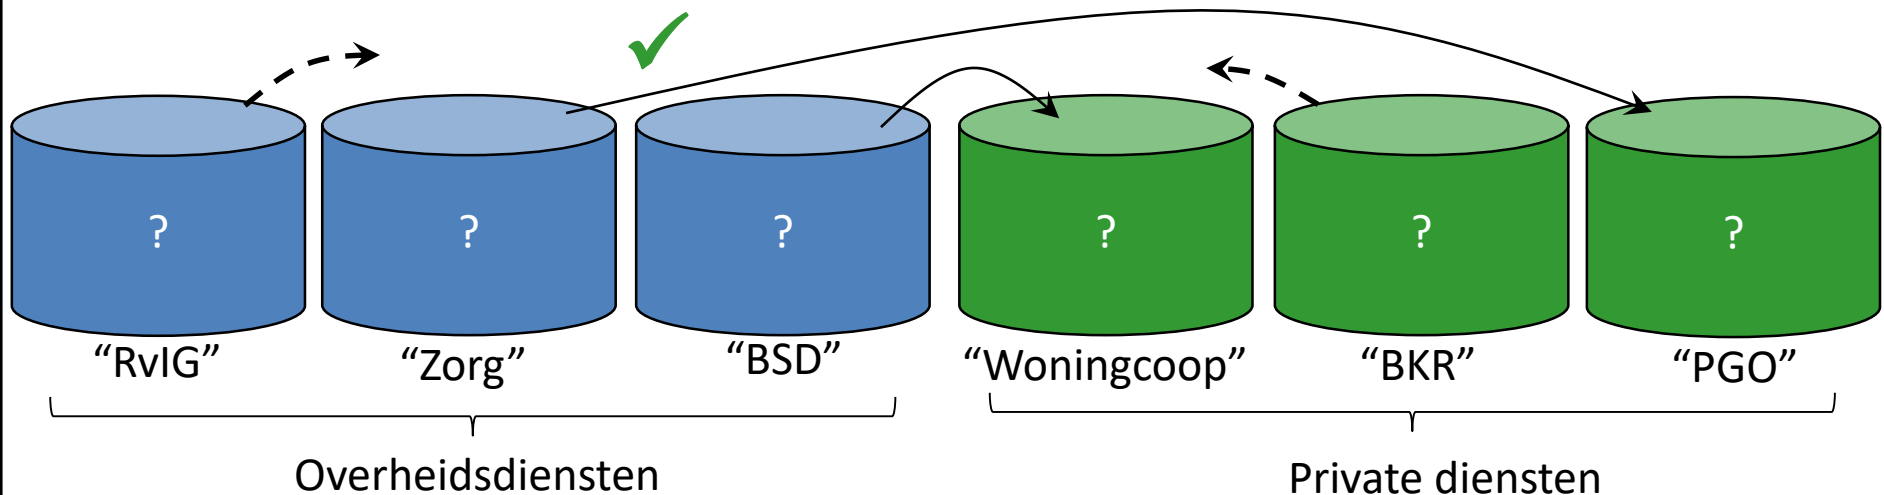 ? ? ? ? ? ?
“RvIG” “Zorg” “BSD” “Woningcoop” “BKR” “PGO”
Overheidsdiensten Private diensten